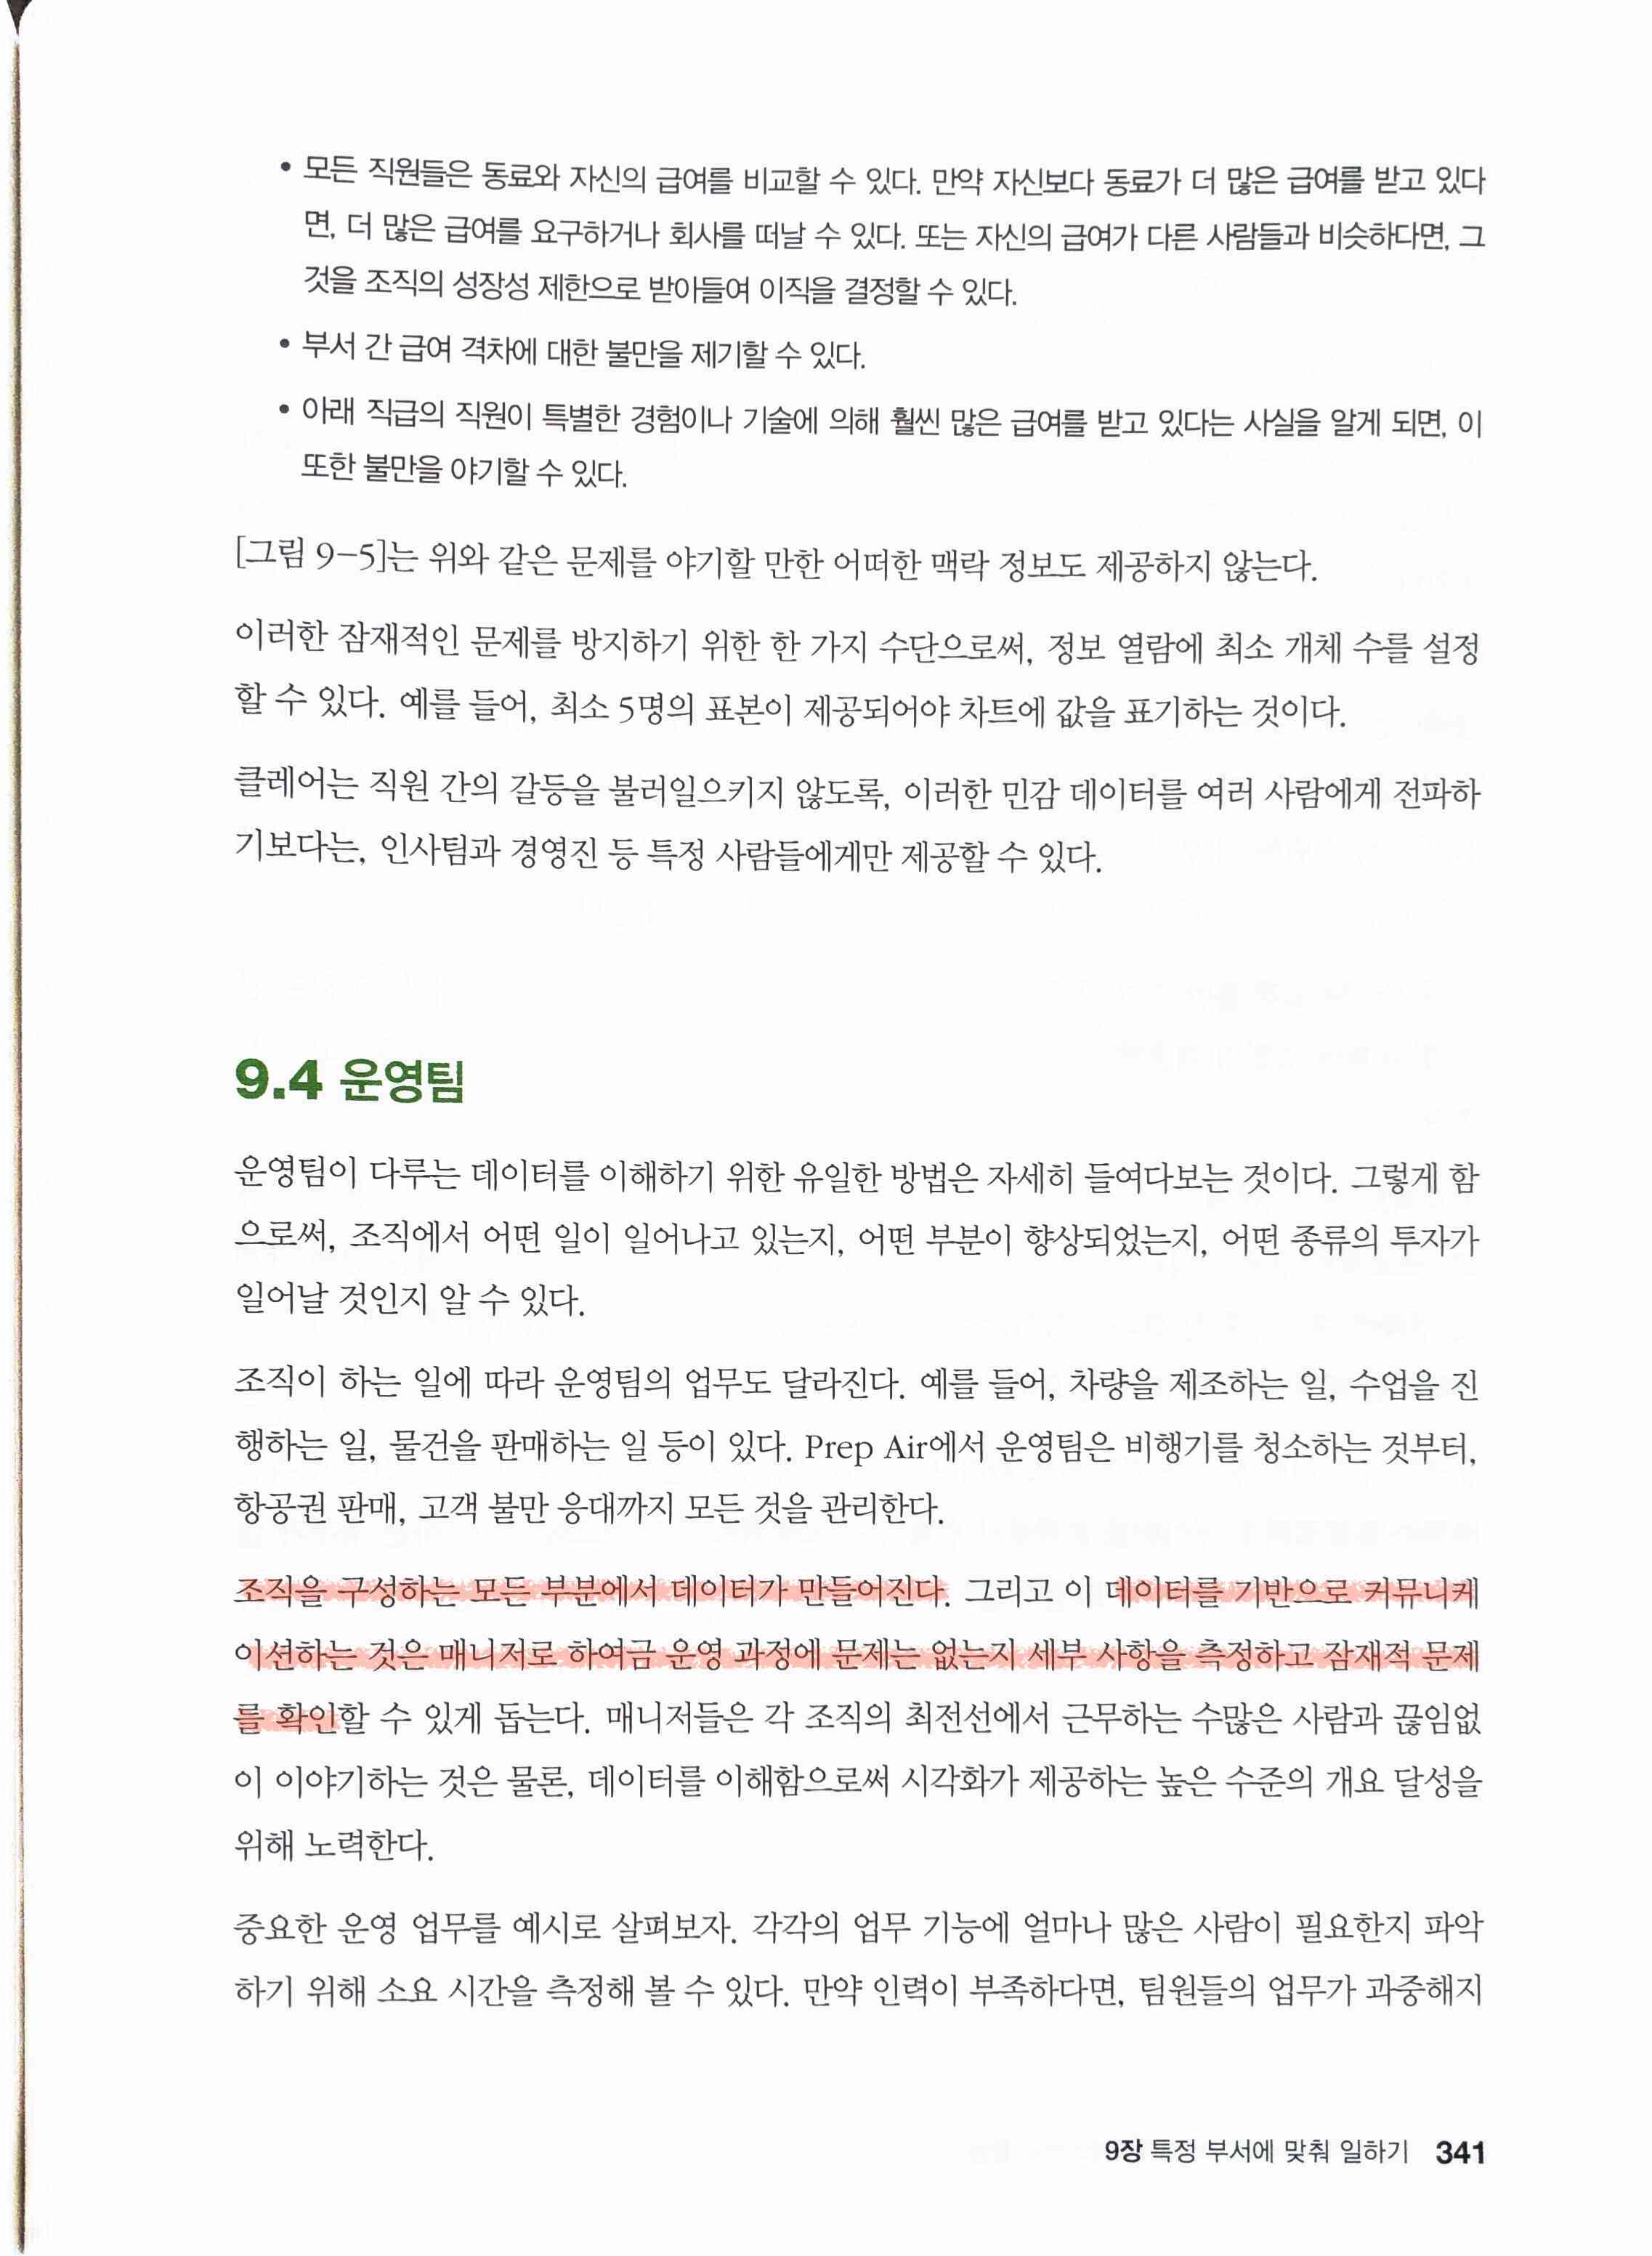 • 모든 직원들은 동료와 자신의 급여를 비교할 수 있다. 만약 자신보다 동료가 더 많은 급여를 받고 있다
면, 더 많은 급여를 요구하거나 회사를 떠날 수 있다. 또는 자신의 급여가 다른 사람들과 비슷하다면, 그
것을 조직의 성장성 제한으로 받아들여 이직을 결정할 수 있다.
• 부서 간 급여 격차에 대한 불만을 제기할 수 있다.
• 아래 직급의 직원이 특별한 경험이나 기술에 의해 훨씬 많은 급여를 받고 있다는 사실을 알게 되면, 이
또한 불만을 야기할 수 있다.
[그림 9-5]는 위와 같은 문제를 야기할 만한 어떠한 맥락 정보도 제공하지 않는다.
이러한 잠재적인 문제를 방지하기 위한 한 가지 수단으로써, 정보 열람에 최소 개체 수를 설정
할 수 있다. 예를 들어, 최소 5명의 표본이 제공되어야 차트에 값을 표기하는 것이다.
클레어는 직원 간의 갈등을 불러일으키지 않도록, 이러한 민감 데이터를 여러 사람에게 전파하
기보다는, 인사팀과 경영진 등 특정 사람들에게만 제공할 수 있다.
9.4 운영팀
운영팀이 다루는 데이터를 이해하기 위한 유일한 방법은 자세히 들여다보는 것이다. 그렇게 함
으로써, 조직에서 어떤 일이 일어나고 있는지, 어떤 부분이 향상되었는지, 어떤 종류의 투자가
일어날 것인지 알 수 있다.
조직이 하는 일에 따라 운영팀의 업무도 달라진다. 예를 들어, 차량을 제조하는 일, 수업을 진
행하는 일, 물건을 판매하는 일 등이 있다. Prep Air에서 운영팀은 비행기를 청소하는 것부터,
항공권 판매, 고객 불만 응대까지 모든 것을 관리한다.
조직을 구성하는 모든 부분에서 데이터가 만들어진다. 그리고 이 데이터를 기반으로 커뮤니케
이션하는 것은 매니저로 하여금 운영 과정에 문제는 없는지 세부 사항을 측정하고 잠재적 문제
를 확인할 수 있게 돕는다. 매니저들은 각 조직의 최전선에서 근무하는 수많은 사람과 끊임없
이 이야기하는 것은 물론, 데이터를 이해함으로써 시각화가 제공하는 높은 수준의 개요 달성을
위해 노력한다.
중요한 운영 업무를 예시로 살펴보자. 각각의 업무 기능에 얼마나 많은 사람이 필요한지 파악
하기 위해 소요 시간을 측정해 볼 수 있다. 만약 인력이 부족하다면, 팀원들의 업무가 과중해지
9장 특정 부서에 맞춰 일하기 341